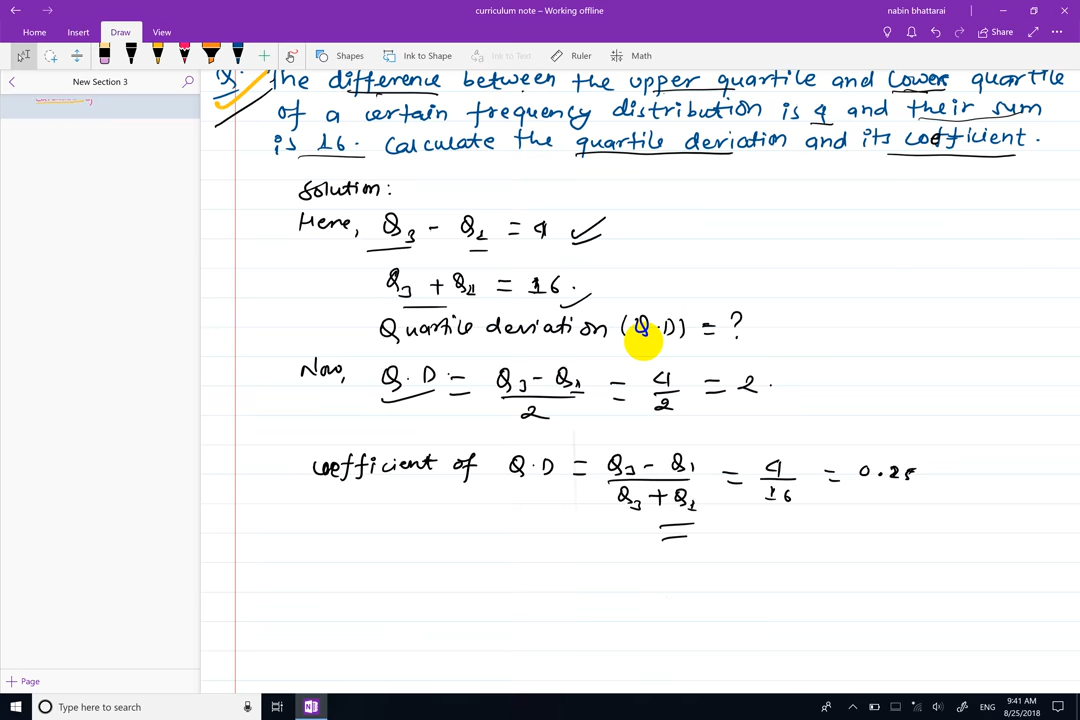 curriculum note – Working offline
nabin bhattarai
Home Insert Draw View
Share
Shapes Ink to Shape Ink to Text Ruler Math
New Section 3
Q. The difference between the upper quartile and lower quartile
of a certain frequency distribution is 4 and their sum
is 16. Calculate the quartile deviation and its coefficient.
Solution:
Here, Q3 - Q1 = 4
Q3 + Q1 = 16.
Quartile deviation (Q.D) = ?
Now, Q.D = Q3 - Q1 / 2 = 4/2 = 2.
coefficient of Q.D = Q3 - Q1 / Q3 + Q1 = 4/16 = 0.25
+ Page
Type here to search
ENG
9:41 AM
8/25/2018